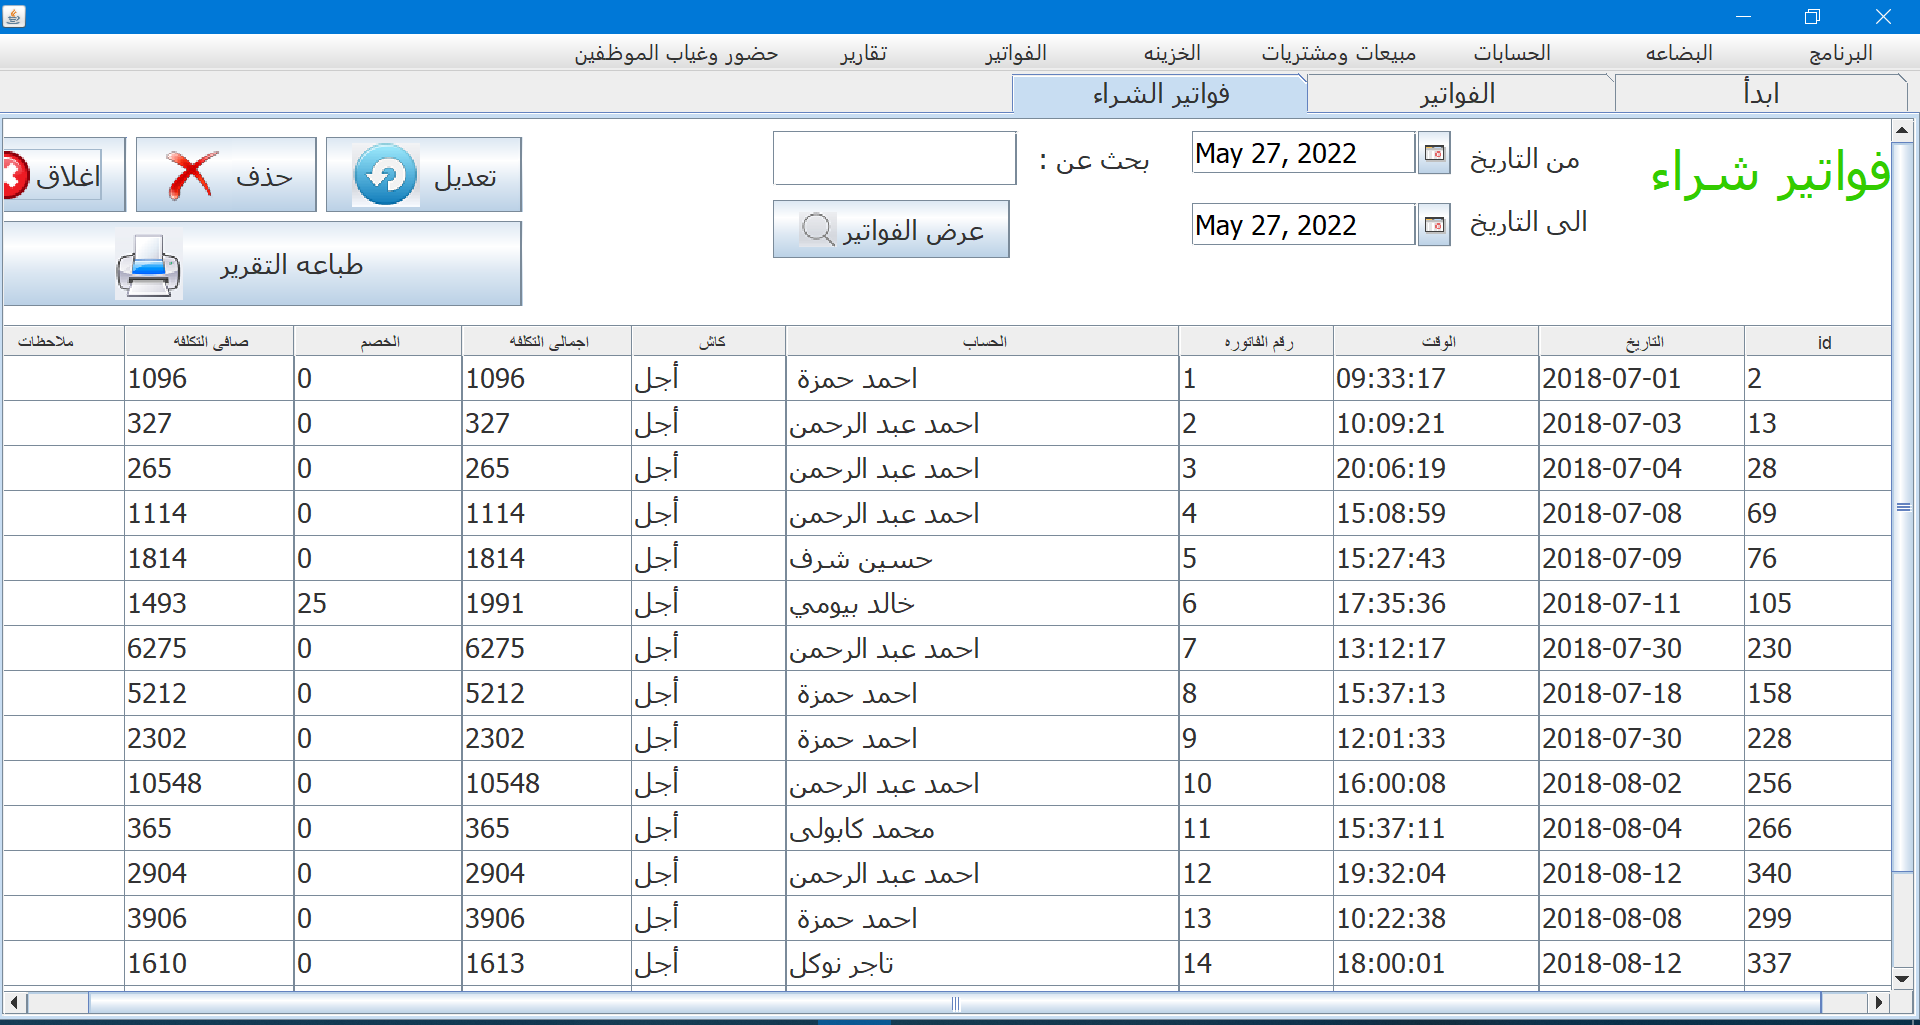 البرنامج البضاعه الحسابات مبيعات ومشتريات الخزينه الفواتير تقارير حضور وغياب الموظفين
ابدأ الفواتير فواتير الشراء
فواتير شراء
من التاريخ May 27, 2022
الى التاريخ May 27, 2022
بحث عن :
عرض الفواتير
تعديل حذف اغلاق
طباعه التقرير
id التاريخ الوقت رقم الفاتوره الحساب كاش اجمالى التكلفه الخصم صافى التكلفه ملاحظات
2 2018-07-01 09:33:17 1 احمد حمزة أجل 1096 0 1096
13 2018-07-03 10:09:21 2 احمد عبد الرحمن أجل 327 0 327
28 2018-07-04 20:06:19 3 احمد عبد الرحمن أجل 265 0 265
69 2018-07-08 15:08:59 4 احمد عبد الرحمن أجل 1114 0 1114
76 2018-07-09 15:27:43 5 حسين شرف أجل 1814 0 1814
105 2018-07-11 17:35:36 6 خالد بيومي أجل 1991 25 1493
230 2018-07-30 13:12:17 7 احمد عبد الرحمن أجل 6275 0 6275
158 2018-07-18 15:37:13 8 احمد حمزة أجل 5212 0 5212
228 2018-07-30 12:01:33 9 احمد حمزة أجل 2302 0 2302
256 2018-08-02 16:00:08 10 احمد عبد الرحمن أجل 10548 0 10548
266 2018-08-04 15:37:11 11 محمد كابولى أجل 365 0 365
340 2018-08-12 19:32:04 12 احمد عبد الرحمن أجل 2904 0 2904
299 2018-08-08 10:22:38 13 احمد حمزة أجل 3906 0 3906
337 2018-08-12 18:00:01 14 تاجر نوكل أجل 1613 0 1610